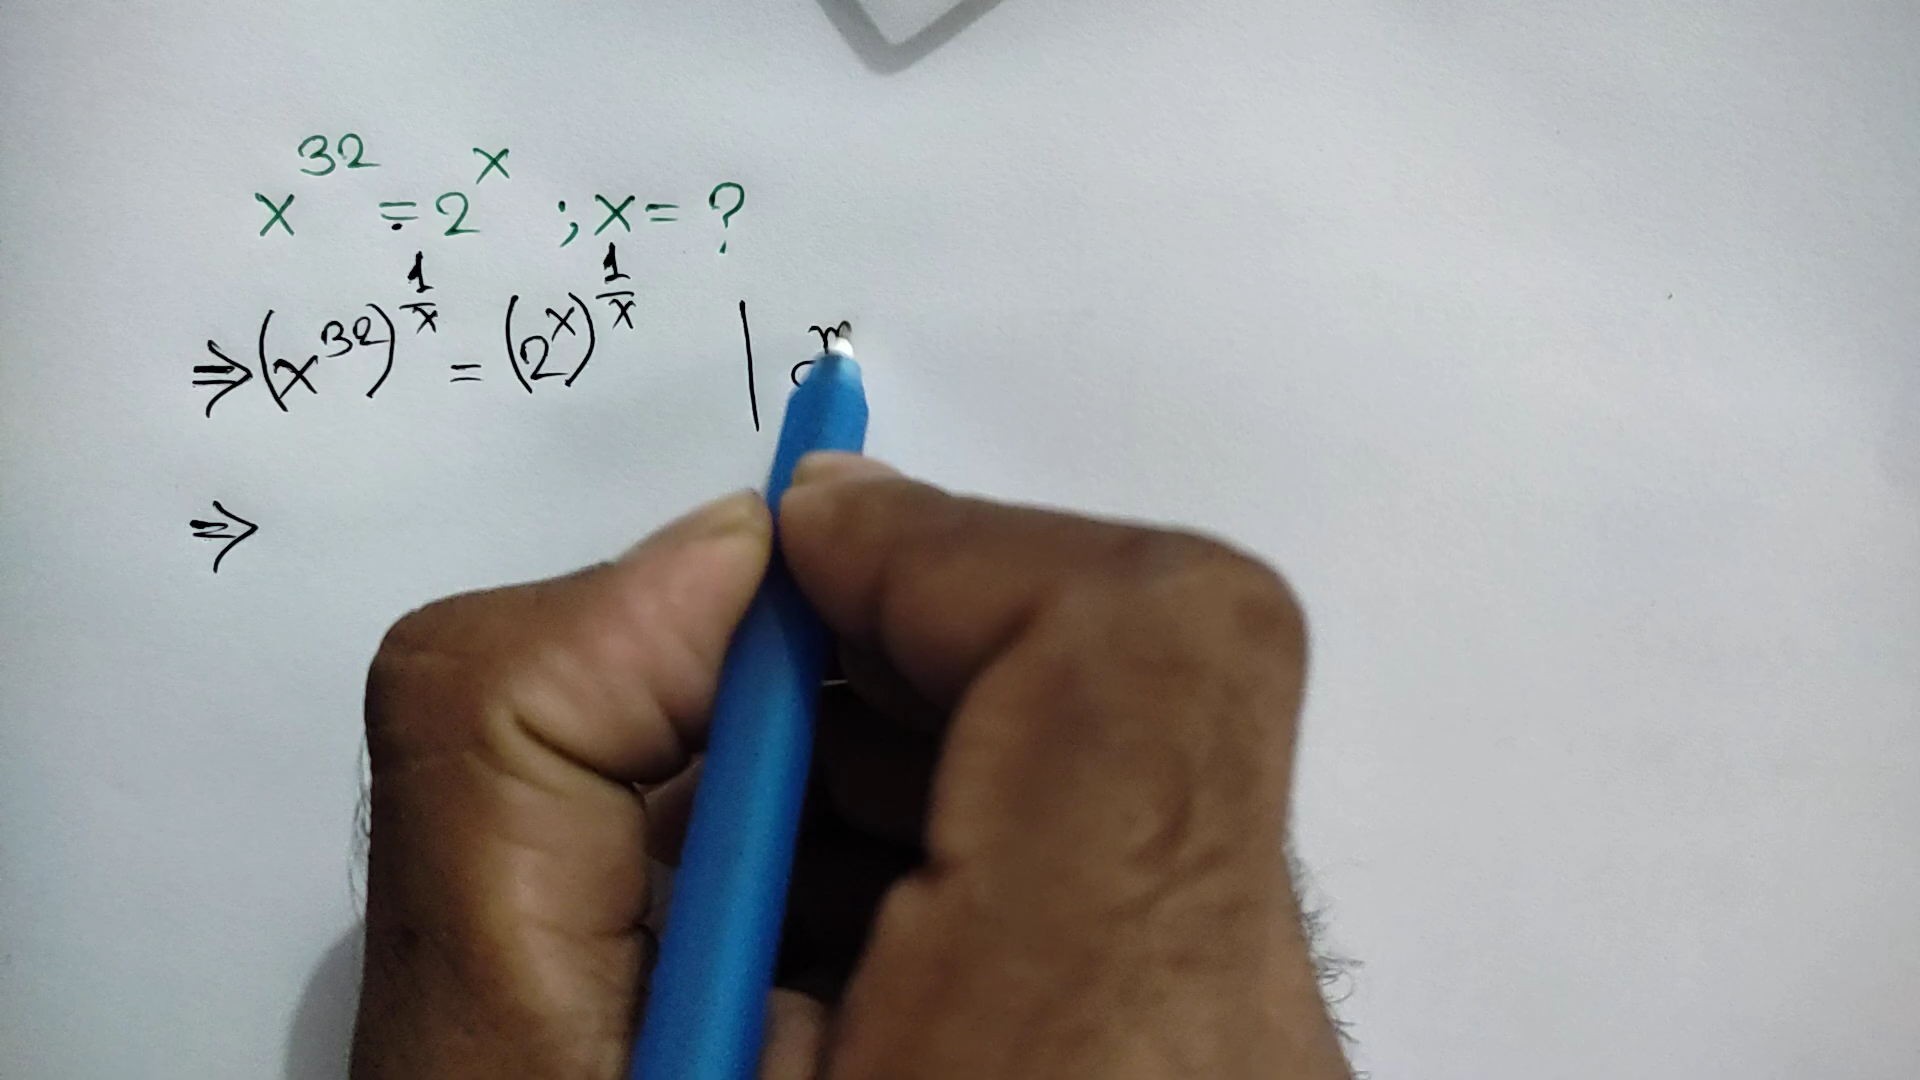 x^32 = 2^x ; x = ?
⇒ (x^32)^(1/x) = (2^x)^(1/x) |
⇒